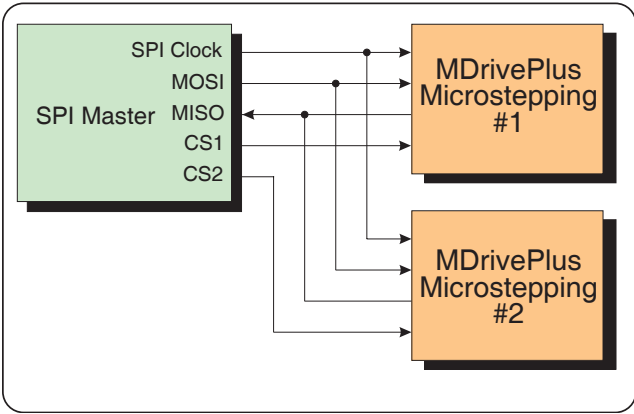 SPI Master
SPI Clock
MOSI
MISO
CS1
CS2
MDrivePlus
Microstepping
#1
MDrivePlus
Microstepping
#2